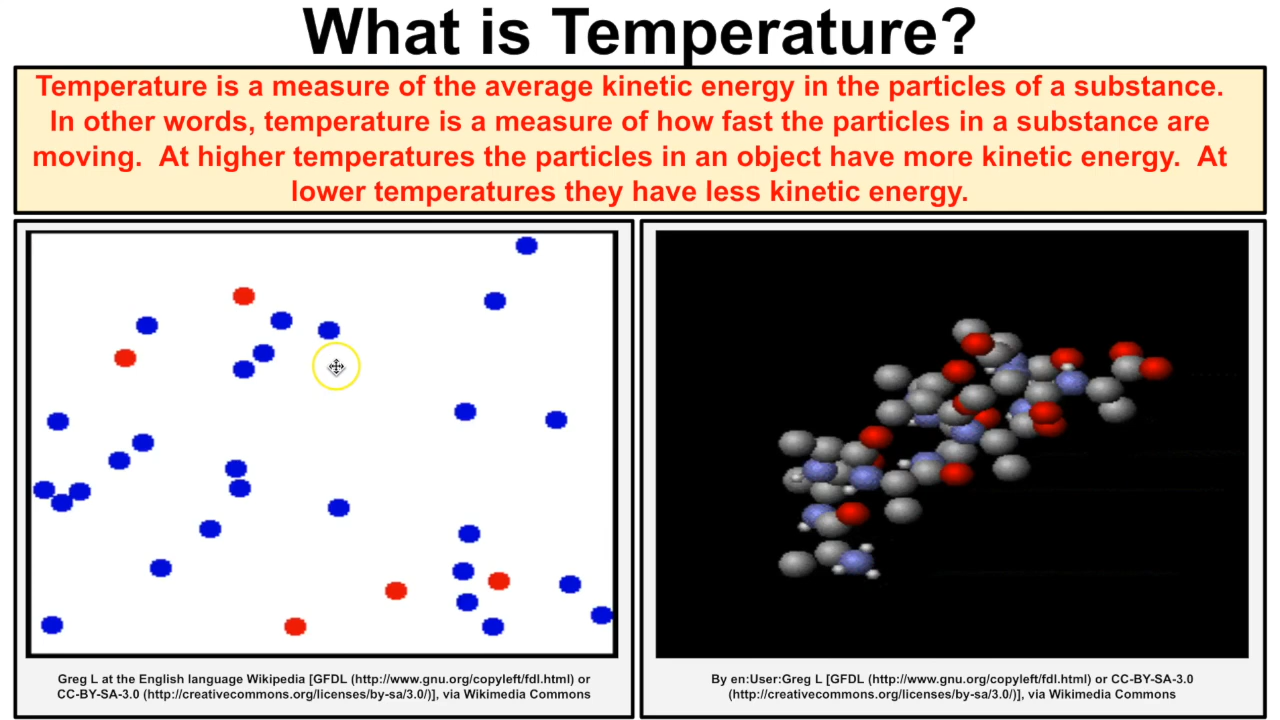 What is Temperature?
Temperature is a measure of the average kinetic energy in the particles of a substance.
In other words, temperature is a measure of how fast the particles in a substance are
moving.  At higher temperatures the particles in an object have more kinetic energy.  At
lower temperatures they have less kinetic energy.
Greg L at the English language Wikipedia [GFDL (http://www.gnu.org/copyleft/fdl.html) or
CC-BY-SA-3.0 (http://creativecommons.org/licenses/by-sa/3.0/)], via Wikimedia Commons
By en:User:Greg L [GFDL (http://www.gnu.org/copyleft/fdl.html) or CC-BY-SA-3.0
(http://creativecommons.org/licenses/by-sa/3.0/)], via Wikimedia Commons